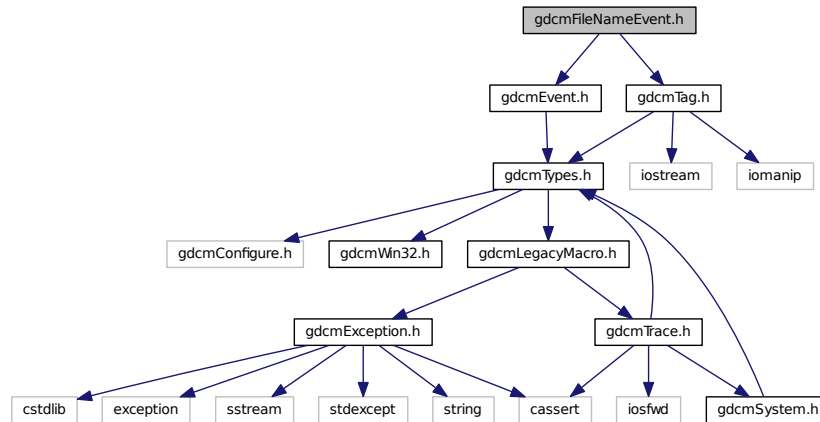 gdcmFileNameEvent.h
gdcmEvent.h
gdcmTag.h
gdcmTypes.h
iostream
iomanip
gdcmConfigure.h
gdcmWin32.h
gdcmLegacyMacro.h
gdcmException.h
gdcmTrace.h
cstdlib
exception
sstream
stdexcept
string
cassert
iosfwd
gdcmSystem.h